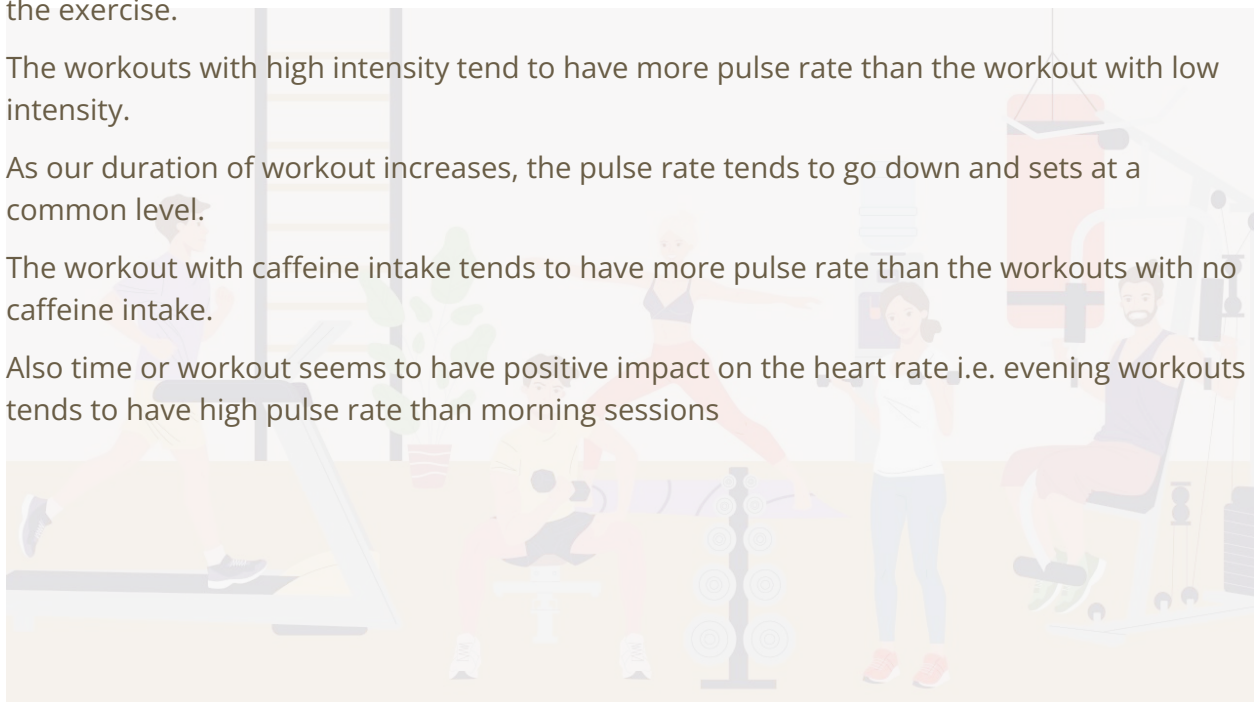 the exercise.
The workouts with high intensity tend to have more pulse rate than the workout with low
intensity.
As our duration of workout increases, the pulse rate tends to go down and sets at a
common level.
The workout with caffeine intake tends to have more pulse rate than the workouts with no
caffeine intake.
Also time or workout seems to have positive impact on the heart rate i.e. evening workouts
tends to have high pulse rate than morning sessions